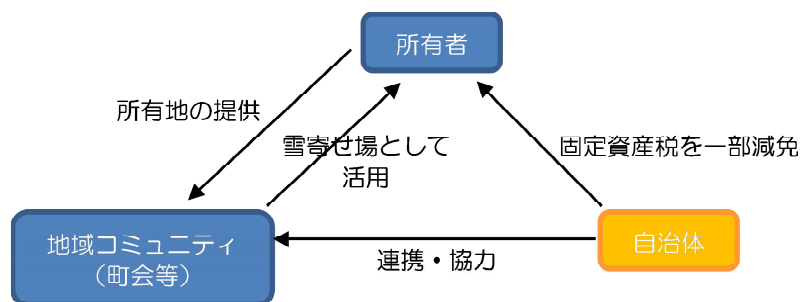 所有者
所有地の提供
雪寄せ場として
活用
固定資産税を一部減免
地域コミュニティ
（町会等）
自治体
連携・協力